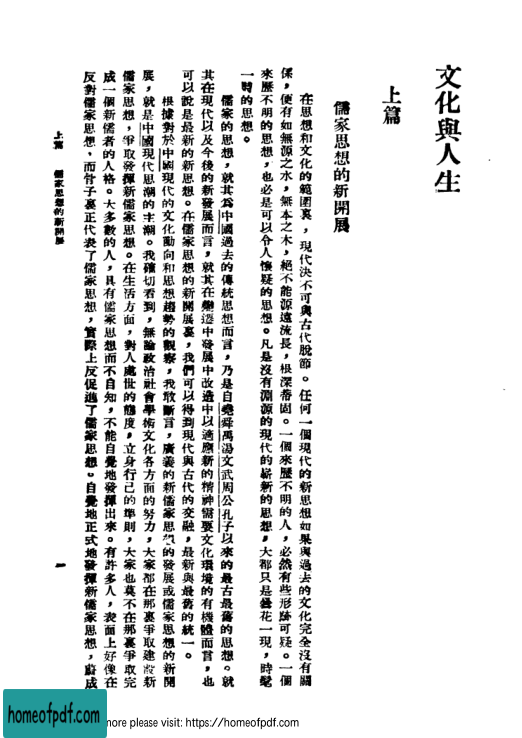 文化與人生
上篇
儒家思想的新開展
在思想和文化的範圍裏，現代決不可與古代脫節。任何一個現代的新思想如果與過去的文化完全沒有關
係，便有如無源之水，無本之木，絕不能源遠流長，根深蒂固。一個來歷不明的人，必然有些形跡可疑。一個
來歷不明的思想，也必是可以令人懷疑的思想。凡是沒有淵源的現代的嶄新的思想，大都只是曇花一現，時髦
一時的思想。
儒家的思想，就其為中國過去的傳統思想而言，乃是自堯舜禹湯文武周公孔子以來的最古最舊的思想。就
其在現代以及今後的新發展而言，就其在變遷中發展中改造中以適應新的精神需要文化環境的有機體而言，也
可以說是最新的新思想。在儒家思想的新開展裏，我們可以得到現代與古代的交融，最新與最舊的統一。
根據對於中國現代的文化動向和思想趨勢的觀察，我敢斷言，廣義的新儒家思想的發展或儒家思想的新開
展，就是中國現代思潮的主潮。我確切看到，無論政治社會學術文化各方面的努力，大家都在那裏爭取建設新
儒家思想，爭取發揮新儒家思想。在生活方面，對人處世的態度，立身行己的準則，大家也莫不在那裏爭取完
成一個新儒者的人格。大多數的人，具有儒家思想而不自知，不能自覺地發揮出來。有許多人，表面上好像在
反對儒家思想，而骨子裏正代表了儒家思想，實際上反促進了儒家思想。自覺地正式地發揮新儒家思想，蔚成
上篇 儒家思想的新開展
一
homeofpdf.com
more please visit: https://homeofpdf.com